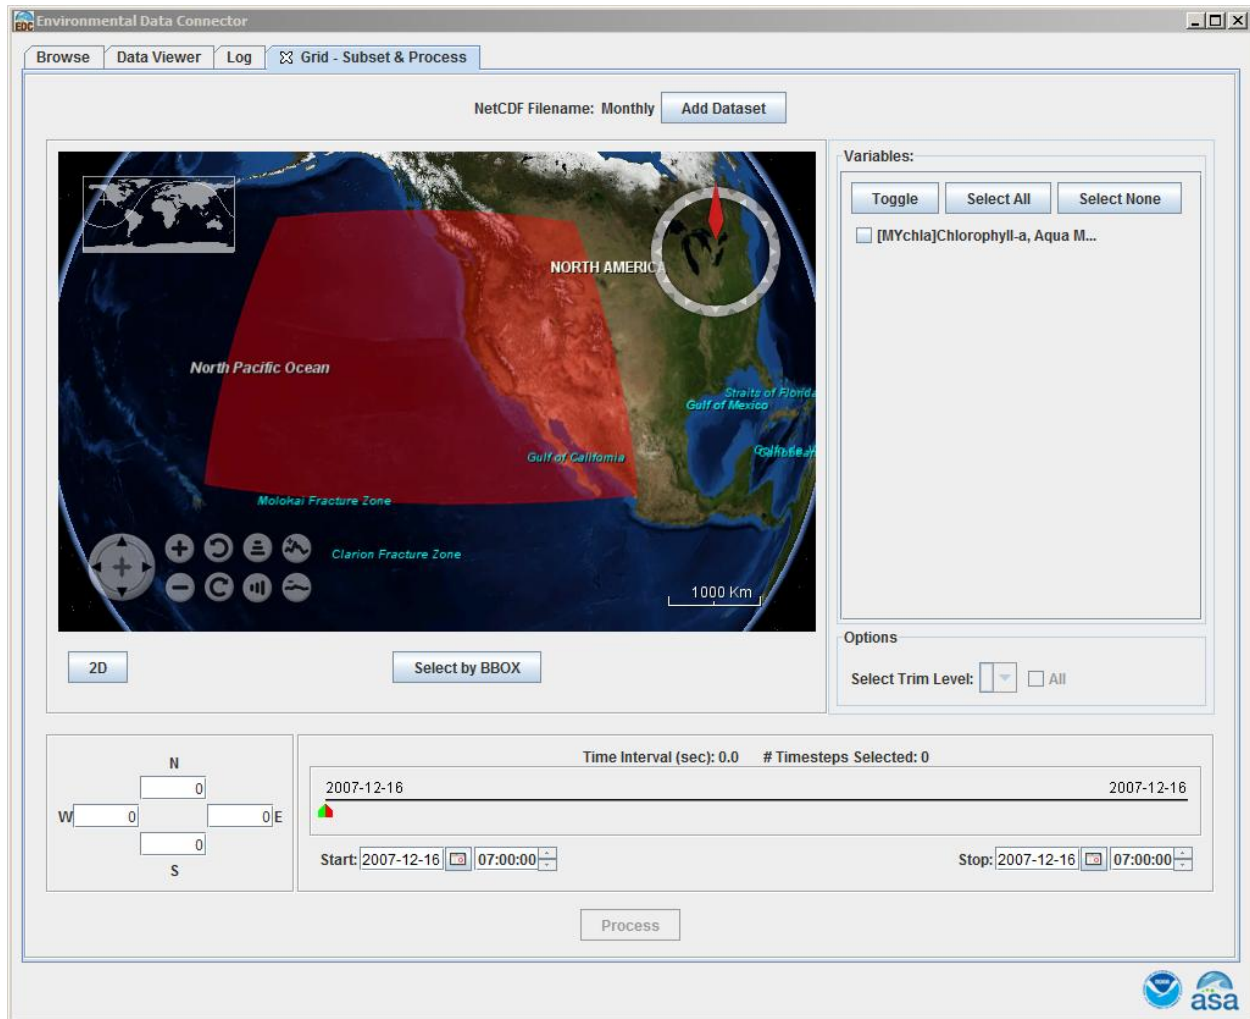 EDC Environmental Data Connector
Browse Data Viewer Log Grid - Subset & Process
NetCDF Filename: Monthly Add Dataset
Variables:
Toggle Select All Select None
[MYchla]Chlorophyll-a, Aqua M...
NORTH AMERICA
North Pacific Ocean
Straits of Florida
Gulf of Mexico
Gulf of California
Molokai Fracture Zone
Clarion Fracture Zone
1000 Km
2D Select by BBOX
Options
Select Trim Level: All
N
0
W 0 0 E
0
S
Time Interval (sec): 0.0 # Timesteps Selected: 0
2007-12-16 2007-12-16
Start: 2007-12-16 07:00:00 Stop: 2007-12-16 07:00:00
Process
asa